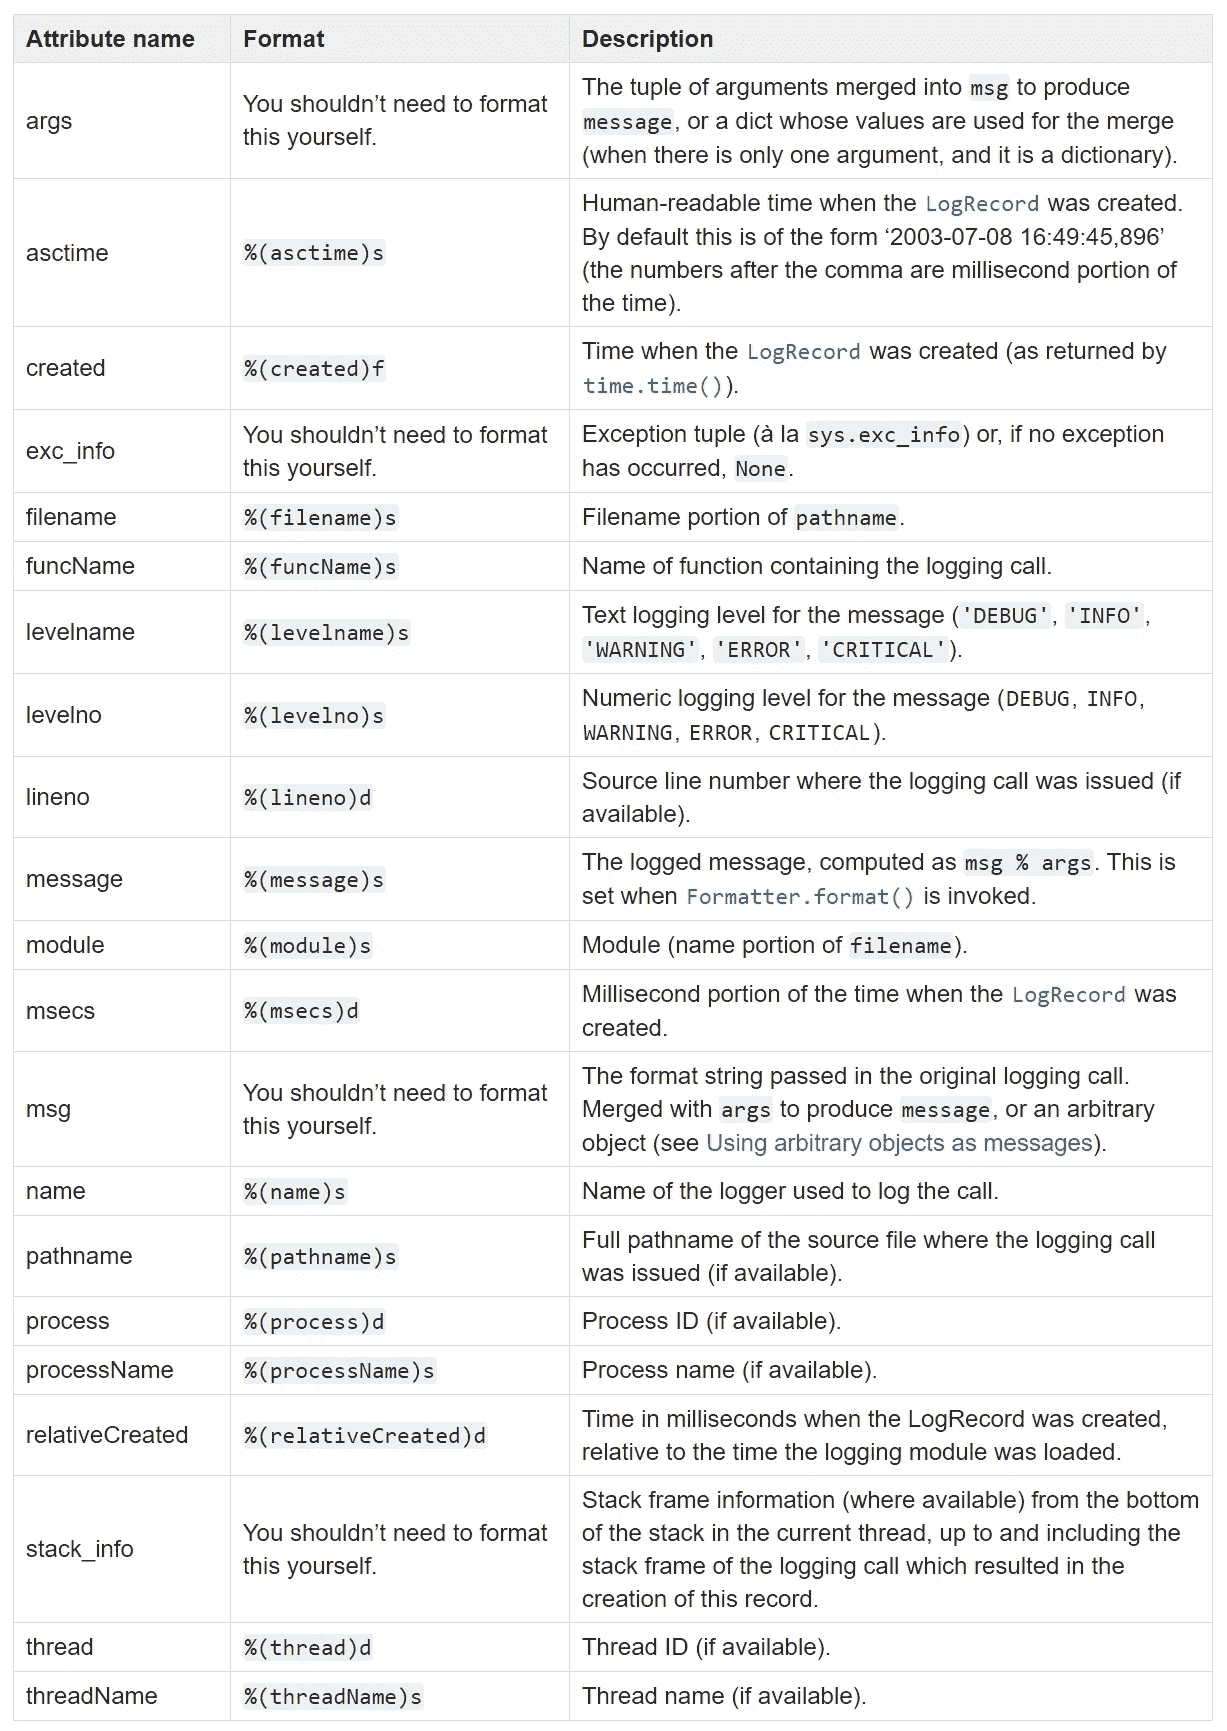 Attribute name Format Description
args
You shouldn’t need to format
this yourself.
The tuple of arguments merged into msg to produce
message, or a dict whose values are used for the merge
(when there is only one argument, and it is a dictionary).
asctime
%(asctime)s
Human-readable time when the LogRecord was created.
By default this is of the form ‘2003-07-08 16:49:45,896’
(the numbers after the comma are millisecond portion of
the time).
created
%(created)f
Time when the LogRecord was created (as returned by
time.time()).
exc_info
You shouldn’t need to format
this yourself.
Exception tuple (à la sys.exc_info) or, if no exception
has occurred, None.
filename %(filename)s Filename portion of pathname.
funcName %(funcName)s Name of function containing the logging call.
levelname
%(levelname)s
Text logging level for the message ('DEBUG', 'INFO',
'WARNING', 'ERROR', 'CRITICAL').
levelno
%(levelno)s
Numeric logging level for the message (DEBUG, INFO,
WARNING, ERROR, CRITICAL).
lineno
%(lineno)d
Source line number where the logging call was issued (if
available).
message
%(message)s
The logged message, computed as msg % args. This is
set when Formatter.format() is invoked.
module %(module)s Module (name portion of filename).
msecs
%(msecs)d
Millisecond portion of the time when the LogRecord was
created.
msg
You shouldn’t need to format
this yourself.
The format string passed in the original logging call.
Merged with args to produce message, or an arbitrary
object (see Using arbitrary objects as messages).
name %(name)s Name of the logger used to log the call.
pathname
%(pathname)s
Full pathname of the source file where the logging call
was issued (if available).
process %(process)d Process ID (if available).
processName %(processName)s Process name (if available).
relativeCreated
%(relativeCreated)d
Time in milliseconds when the LogRecord was created,
relative to the time the logging module was loaded.
stack_info
You shouldn’t need to format
this yourself.
Stack frame information (where available) from the bottom
of the stack in the current thread, up to and including the
stack frame of the logging call which resulted in the
creation of this record.
thread %(thread)d Thread ID (if available).
threadName %(threadName)s Thread name (if available).